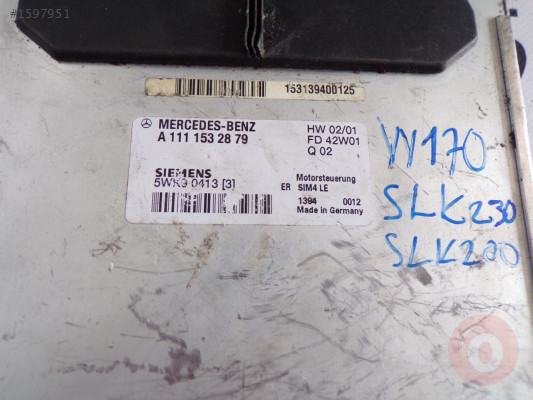 #1597951
153139400125
MERCEDES-BENZ
A 111 153 28 79
HW 02/01
FD 42W01
Q 02
SIEMENS
5WK9 0413 [3]
Motorsteuerung
ER SIM4 LE
1394 0012
Made in Germany
W170
SLK230
SLK200